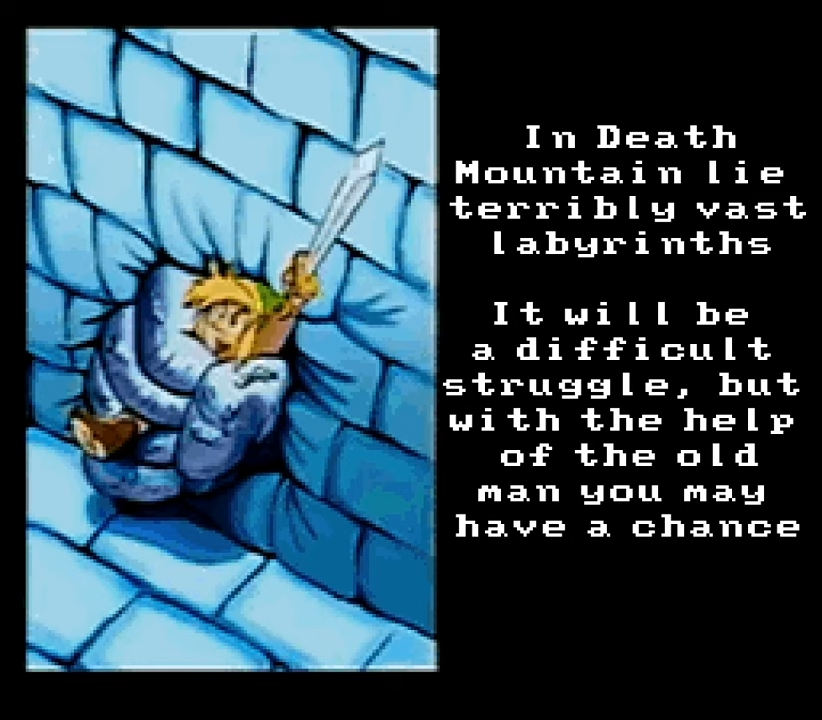 In Death
Mountain lie
terribly vast
labyrinths
It will be
a difficult
struggle, but
with the help
of the old
man you may
have a chance